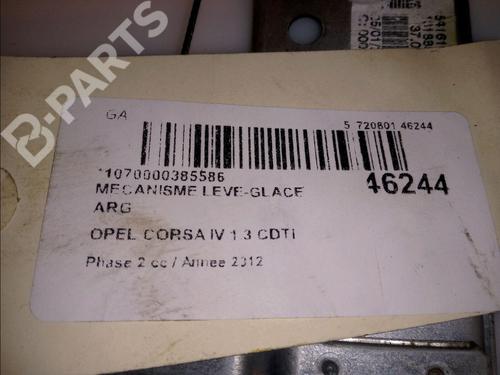 B-PARTS
GA
5 720801 46244
*1070000385586
46244
MECANISME LEVE-GLACE
ARG
OPEL CORSA IV 1.3 CDTI
Phase 2 cc / Annee 2012